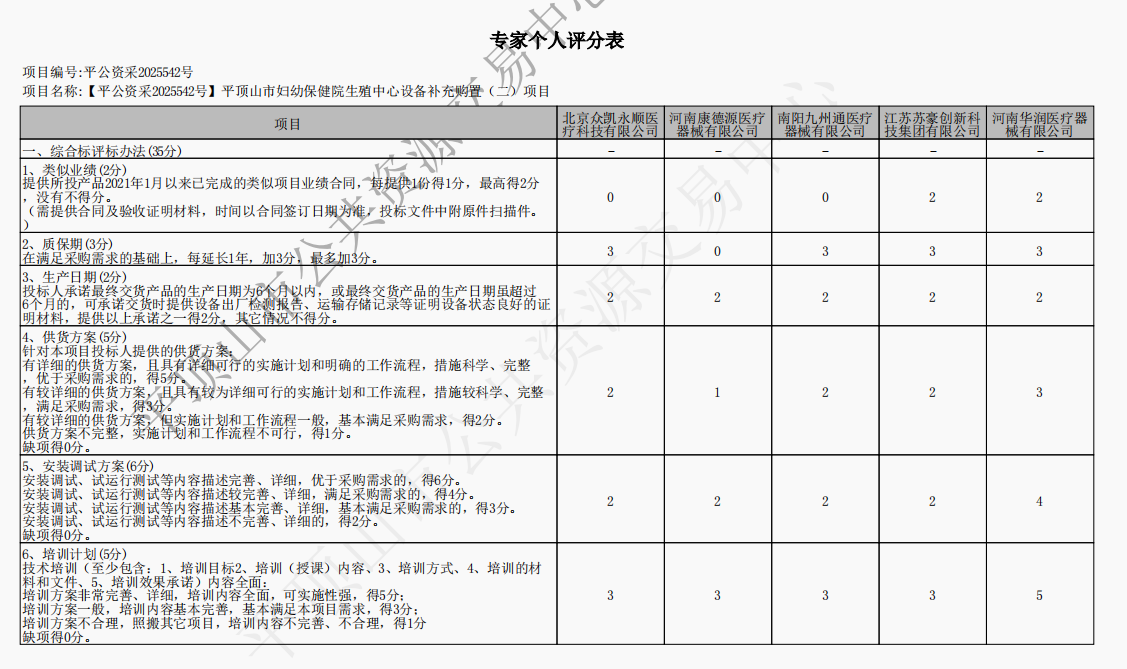 专家个人评分表
项目编号:平公资采2025542号
项目名称:【平公资采2025542号】平顶山市妇幼保健院生殖中心设备补充购置（二）项目
项目
北京众凯永顺医
疗科技有限公司
河南康德源医疗
器械有限公司
南阳九州通医疗
器械有限公司
江苏苏豪创新科
技集团有限公司
河南华润医疗器
械有限公司
一、综合标评标办法(35分)
– – – – –
1、类似业绩(2分)
提供所投产品2021年1月以来已完成的类似项目业绩合同，每提供1份得1分，最高得2分
，没有不得分。
（需提供合同及验收证明材料，时间以合同签订日期为准，投标文件中附原件扫描件。
）
0 0 0 2 2
2、质保期(3分)
在满足采购需求的基础上，每延长1年，加3分，最多加3分。
3 0 3 3 3
3、生产日期(2分)
投标人承诺最终交货产品的生产日期为6个月以内，或最终交货产品的生产日期虽超过
6个月的，可承诺交货时提供设备出厂检测报告、运输存储记录等证明设备状态良好的证
明材料，提供以上承诺之一得2分，其它情况不得分。
2 2 2 2 2
4、供货方案(5分)
针对本项目投标人提供的供货方案：
有详细的供货方案，且具有详细可行的实施计划和明确的工作流程，措施科学、完整
，优于采购需求的，得5分。
有较详细的供货方案，且具有较为详细可行的实施计划和工作流程，措施较科学、完整
，满足采购需求，得3分。
有较详细的供货方案，但实施计划和工作流程一般，基本满足采购需求，得2分。
供货方案不完整，实施计划和工作流程不可行，得1分。
缺项得0分。
2 1 2 2 3
5、安装调试方案(6分)
安装调试、试运行测试等内容描述完善、详细，优于采购需求的，得6分。
安装调试、试运行测试等内容描述较完善、详细，满足采购需求的，得4分。
安装调试、试运行测试等内容描述基本完善、详细，基本满足采购需求的，得3分。
安装调试、试运行测试等内容描述不完善、详细的，得2分。
缺项得0分。
2 2 2 2 4
6、培训计划(5分)
技术培训（至少包含：1、培训目标2、培训（授课）内容、3、培训方式、4、培训的材
料和文件、5、培训效果承诺）内容全面：
培训方案非常完善、详细，培训内容全面，可实施性强，得5分；
培训方案一般，培训内容基本完善，基本满足本项目需求，得3分；
培训方案不合理，照搬其它项目，培训内容不完善、不合理，得1分
缺项得0分。
3 3 3 3 5
平顶山市公共资源交易中心
平顶山市公共资源交易中心